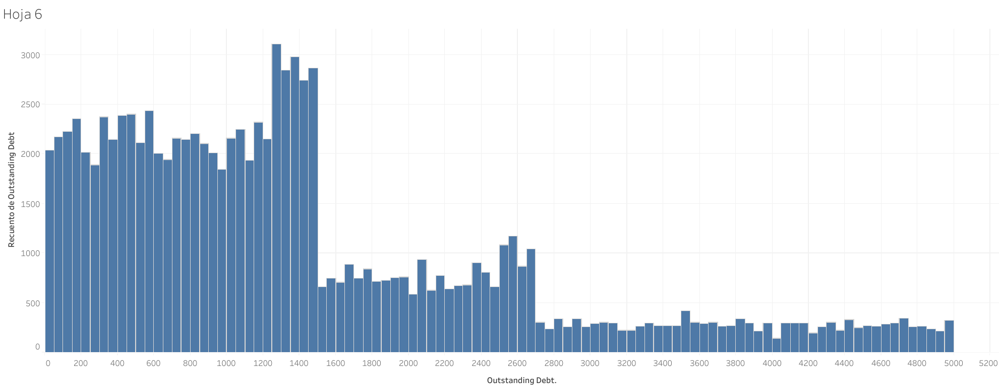 Hoja 6
Recuento de Outstanding Debt
3000
2500
2000
1500
1000
500
0
0 200 400 600 800 1000 1200 1400 1600 1800 2000 2200 2400 2600 2800 3000 3200 3400 3600 3800 4000 4200 4400 4600 4800 5000 5200
Outstanding Debt.